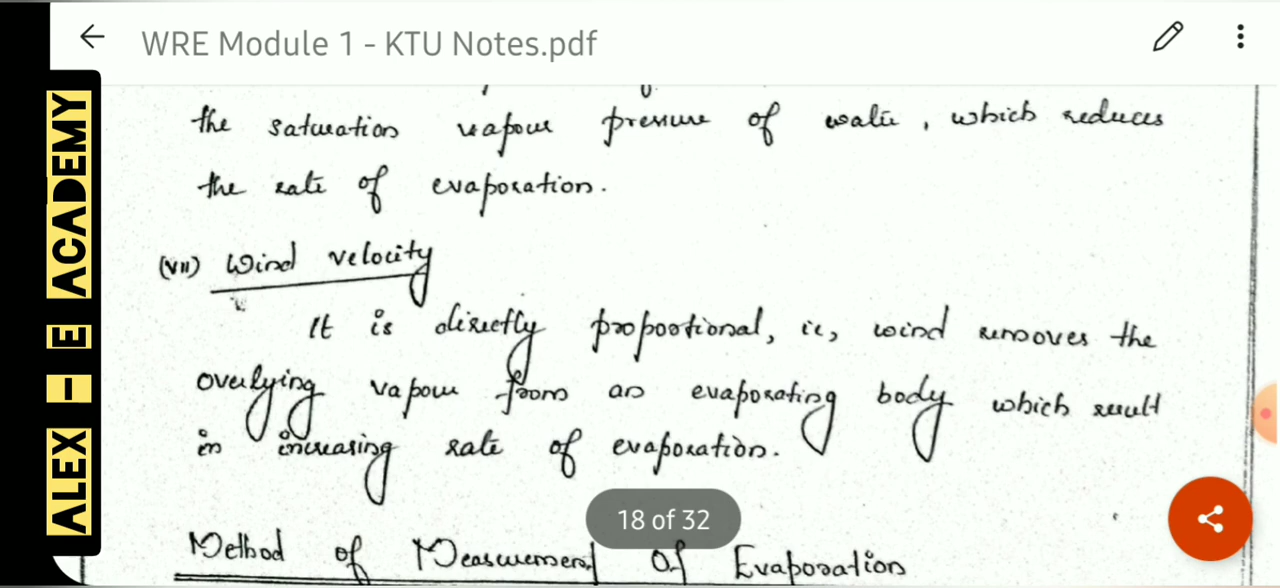 WRE Module 1 - KTU Notes.pdf
the saturation vapour pressure of water, which reduces
the rate of evaporation.
(VII) Wind velocity
It is directly proportional, ie, wind removes the
overlying vapour from an evaporating body which result
in increasing rate of evaporation.
18 of 32
Method of Measurement Of Evaporation
ALEX - E ACADEMY